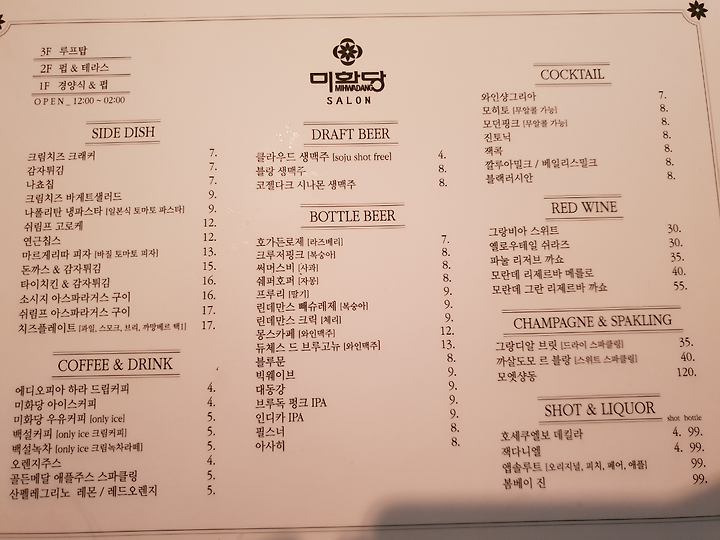 3F 루프탑
2F 펍 & 테라스
1F 경양식 & 펍
OPEN_ 12:00 ~ 02:00
미화당
MIHWADANG
SALON
SIDE DISH
크림치즈 크래커 7.
감자튀김 7.
나쵸칩 7.
크림치즈 바게트샐러드 9.
나폴리탄 냉파스타 [일본식 토마토 파스타] 9.
쉬림프 고로케 12.
연근칩스 12.
마르게리따 피자 [바질 토마토 피자] 13.
돈까스 & 감자튀김 15.
타이치킨 & 감자튀김 16.
소시지 아스파라거스 구이 16.
쉬림프 아스파라거스 구이 17.
치즈플레이트 [과일, 스모크, 브리, 까망베르 택1] 17.
COFFEE & DRINK
에디오피아 하라 드립커피 4.
미화당 아이스커피 4.
미화당 우유커피 [only ice] 5.
백설커피 [only ice 크림커피] 5.
백설녹차 [only ice 크림녹차라떼] 5.
오렌지주스 4.
골든메달 애플주스 스파클링 5.
산펠레그리노 레몬 / 레드오렌지 5.
DRAFT BEER
클라우드 생맥주 [soju shot free] 4.
블랑 생맥주 8.
코젤다크 시나몬 생맥주 8.
BOTTLE BEER
호가든로제 [라즈베리] 7.
크루저핑크 [복숭아] 8.
써머스비 [사과] 8.
쉐퍼호퍼 [자몽] 8.
프루리 [딸기] 9.
린데만스 빼슈레제 [복숭아] 9.
린데만스 크릭 [체리] 9.
몽스카페 [와인맥주] 12.
듀체스 드 브루고뉴 [와인맥주] 13.
블루문 8.
빅웨이브 9.
대동강 9.
브루독 펑크 IPA 9.
인디카 IPA 9.
필스너 8.
아사히 8.
COCKTAIL
와인샹그리아 7.
모히토 [무알콜 가능] 8.
모던핑크 [무알콜 가능] 8.
진토닉 8.
잭콕 8.
깔루아밀크 / 베일리스밀크 8.
블랙러시안 8.
RED WINE
그랑비아 스위트 30.
옐로우테일 쉬라즈 30.
파눌 리저브 까쇼 35.
모란데 리제르바 메를로 40.
모란데 그란 리제르바 까쇼 55.
CHAMPAGNE & SPAKLING
그랑디알 브릿 [드라이 스파클링] 35.
까살도모 르 블랑 [스위트 스파클링] 40.
모엣샹동 120.
SHOT & LIQUOR
shot bottle
호세쿠엘보 데킬라 4. 99.
잭다니엘 4. 99.
앱솔루트 [오리지널, 피치, 페어, 애플] 99.
봄베이 진 99.